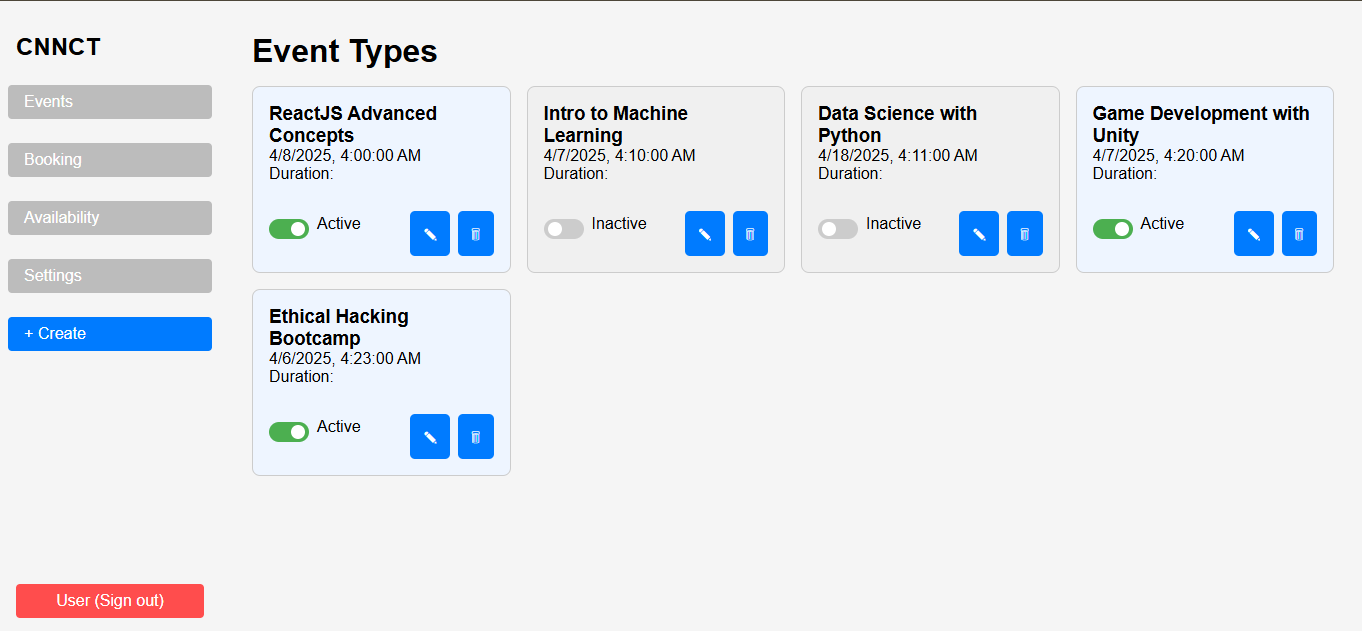 CNNCT
Events
Booking
Availability
Settings
+ Create
User (Sign out)
Event Types
ReactJS Advanced
Concepts
4/8/2025, 4:00:00 AM
Duration:
Active
Intro to Machine
Learning
4/7/2025, 4:10:00 AM
Duration:
Inactive
Data Science with
Python
4/18/2025, 4:11:00 AM
Duration:
Inactive
Game Development with
Unity
4/7/2025, 4:20:00 AM
Duration:
Active
Ethical Hacking
Bootcamp
4/6/2025, 4:23:00 AM
Duration:
Active